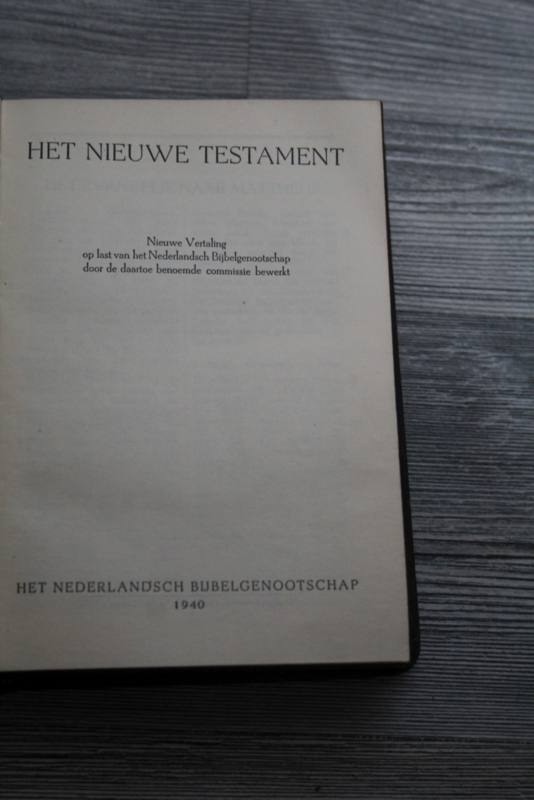 HET NIEUWE TESTAMENT
Nieuwe Vertaling
op last van het Nederlandsch Bijbelgenootschap
door de daartoe benoemde commissie bewerkt
HET NEDERLANDSCH BIJBELGENOOTSCHAP
1940